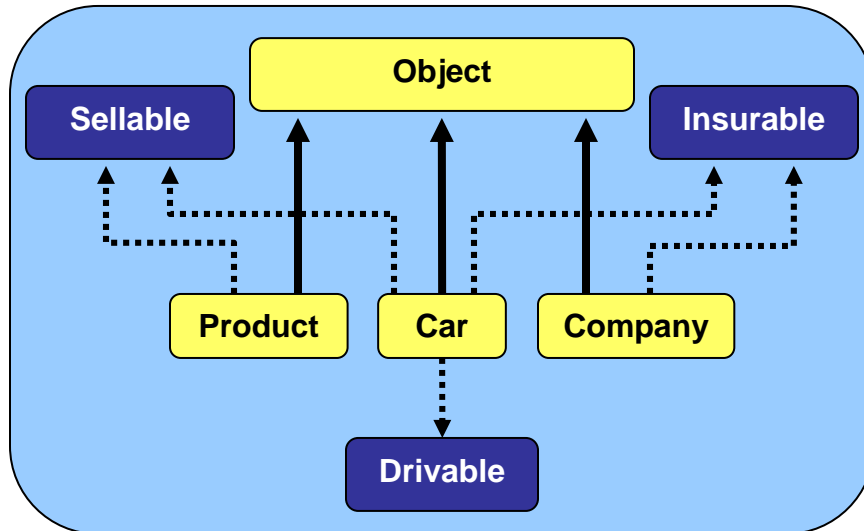 Object
Sellable
Insurable
Product
Car
Company
Drivable